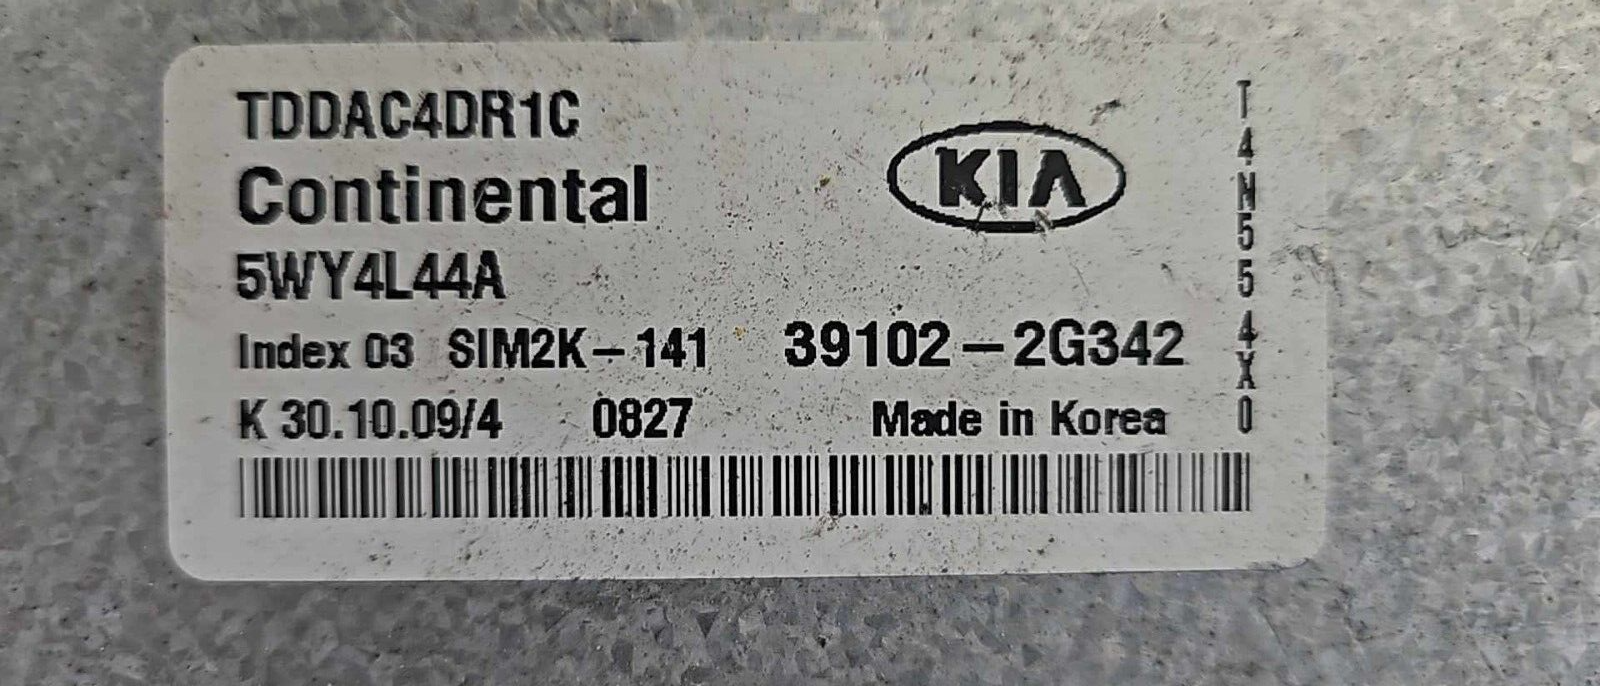 TDDAC4DR1C
Continental
KIA
5WY4L44A
Index 03 SIM2K-141 39102-2G342
K 30.10.09/4 0827 Made in Korea
T4N554X0